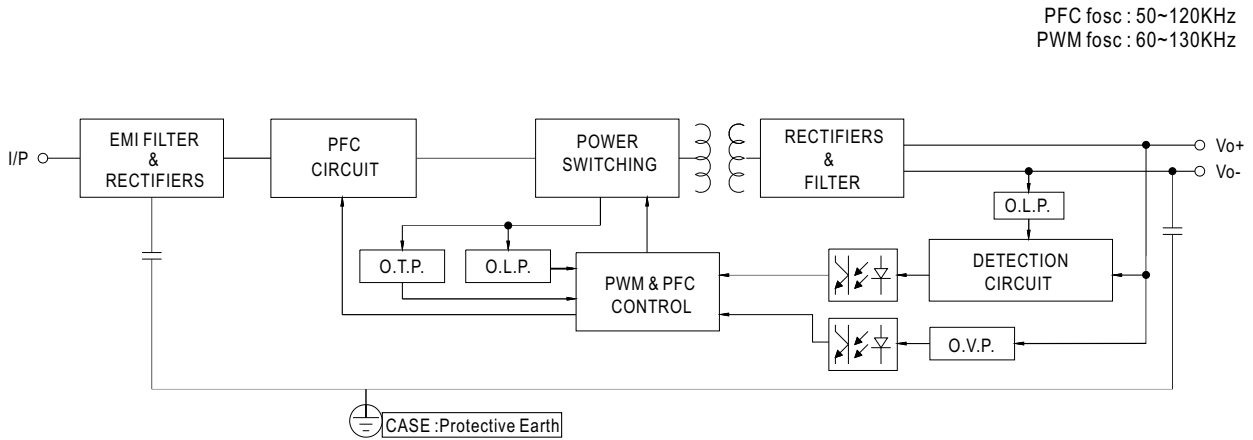 PFC fosc : 50~120KHz
PWM fosc : 60~130KHz
I/P
EMI FILTER
&
RECTIFIERS
PFC
CIRCUIT
POWER
SWITCHING
RECTIFIERS
&
FILTER
Vo+
Vo-
O.L.P.
O.T.P.
O.L.P.
PWM & PFC
CONTROL
DETECTION
CIRCUIT
O.V.P.
CASE :Protective Earth